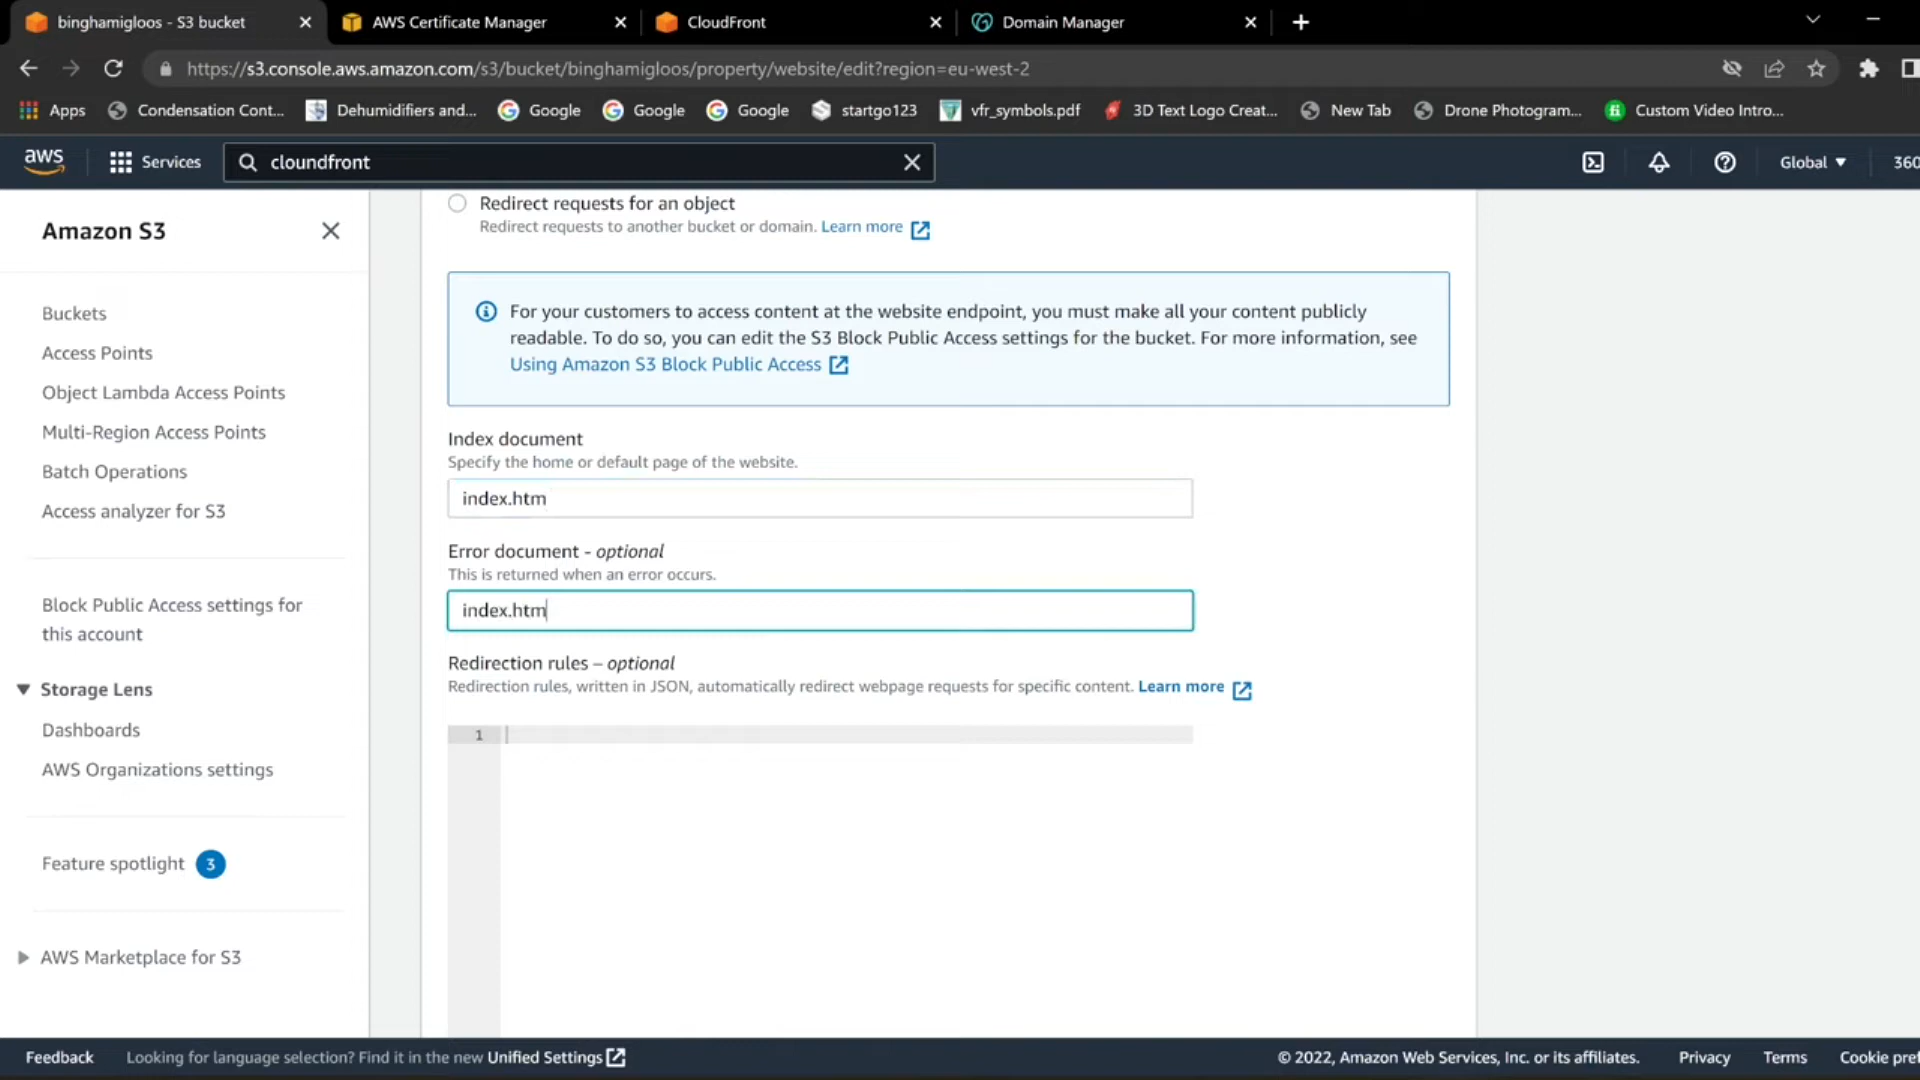 binghamigloos - S3 bucket
AWS Certificate Manager
CloudFront
Domain Manager
https://s3.console.aws.amazon.com/s3/bucket/binghamigloos/property/website/edit?region=eu-west-2
Apps
Condensation Cont...
Dehumidifiers and...
Google
Google
Google
startgo123
vfr_symbols.pdf
3D Text Logo Creat...
New Tab
Drone Photogram...
Custom Video Intro...
aws
Services
cloundfront
Global
360
Amazon S3
Buckets
Access Points
Object Lambda Access Points
Multi-Region Access Points
Batch Operations
Access analyzer for S3
Block Public Access settings for
this account
Storage Lens
Dashboards
AWS Organizations settings
Feature spotlight 3
AWS Marketplace for S3
Redirect requests for an object
Redirect requests to another bucket or domain. Learn more
For your customers to access content at the website endpoint, you must make all your content publicly
readable. To do so, you can edit the S3 Block Public Access settings for the bucket. For more information, see
Using Amazon S3 Block Public Access
Index document
Specify the home or default page of the website.
index.htm
Error document - optional
This is returned when an error occurs.
index.htm
Redirection rules – optional
Redirection rules, written in JSON, automatically redirect webpage requests for specific content. Learn more
1
Feedback
Looking for language selection? Find it in the new Unified Settings
© 2022, Amazon Web Services, Inc. or its affiliates.
Privacy
Terms
Cookie pref